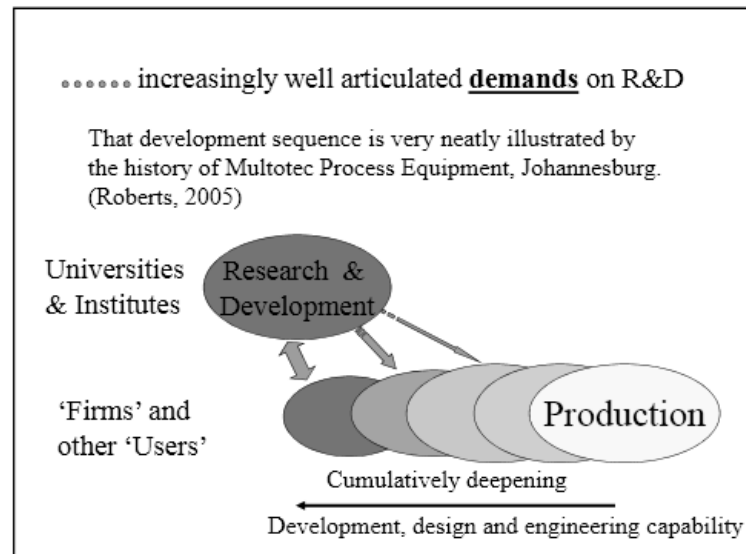 ...... increasingly well articulated demands on R&D
That development sequence is very neatly illustrated by
the history of Multotec Process Equipment, Johannesburg.
(Roberts, 2005)
Universities
& Institutes
Research &
Development
‘Firms’ and
other ‘Users’
Production
Cumulatively deepening
Development, design and engineering capability